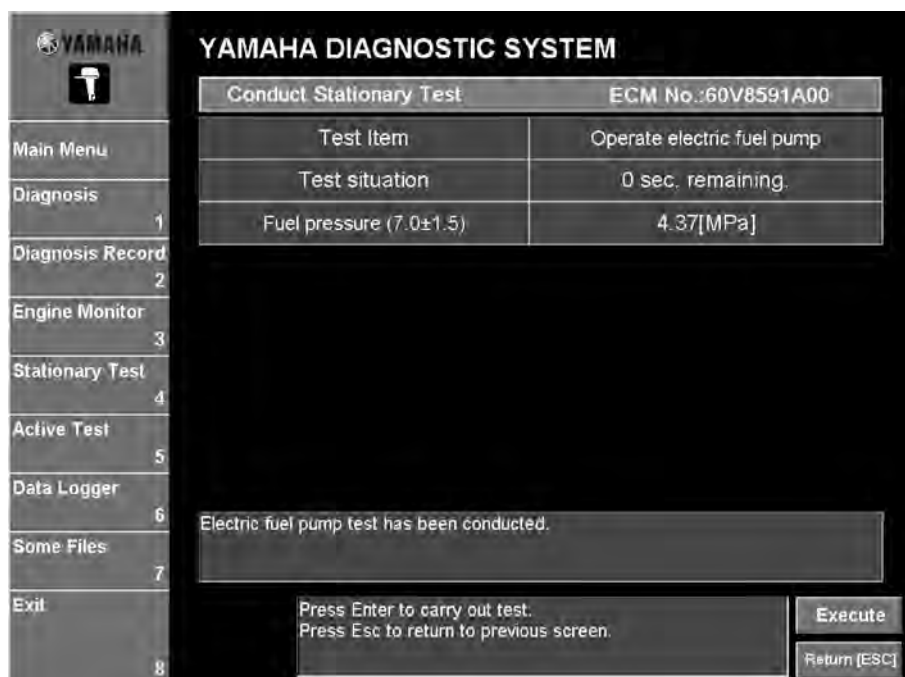 YAMAHA
YAMAHA DIAGNOSTIC SYSTEM
Conduct Stationary Test ECM No.:60V8591A00
Test Item Operate electric fuel pump
Test situation 0 sec. remaining.
Fuel pressure (7.0±1.5) 4.37[MPa]
Main Menu
Diagnosis
1
Diagnosis Record
2
Engine Monitor
3
Stationary Test
4
Active Test
5
Data Logger
6
Some Files
7
Exit
8
Electric fuel pump test has been conducted.
Press Enter to carry out test.
Press Esc to return to previous screen.
Execute
Return [ESC]